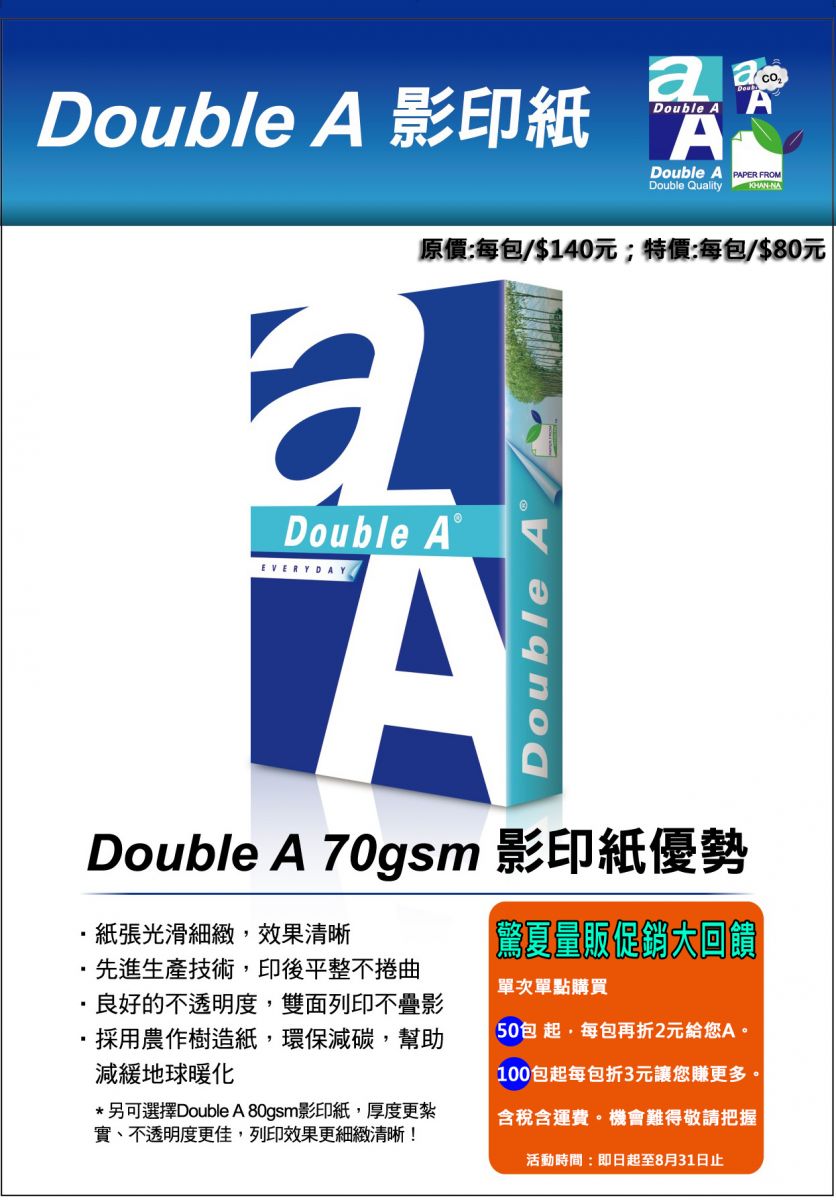 Double A 影印紙
Double A
Double A
Double Quality
CO2
PAPER FROM
KHAN-NA
原價:每包/$140元；特價:每包/$80元
Double A®
EVERYDAY
Double A®
Double A 70gsm 影印紙優勢
·紙張光滑細緻，效果清晰
·先進生產技術，印後平整不捲曲
·良好的不透明度，雙面列印不疊影
·採用農作樹造紙，環保減碳，幫助
減緩地球暖化
*另可選擇Double A 80gsm影印紙，厚度更紮
實、不透明度更佳，列印效果更細緻清晰！
驚夏量販促銷大回饋
單次單點購買
50包 起，每包再折2元給您A。
100包起每包折3元讓您賺更多。
含稅含運費。機會難得敬請把握
活動時間：即日起至8月31日止